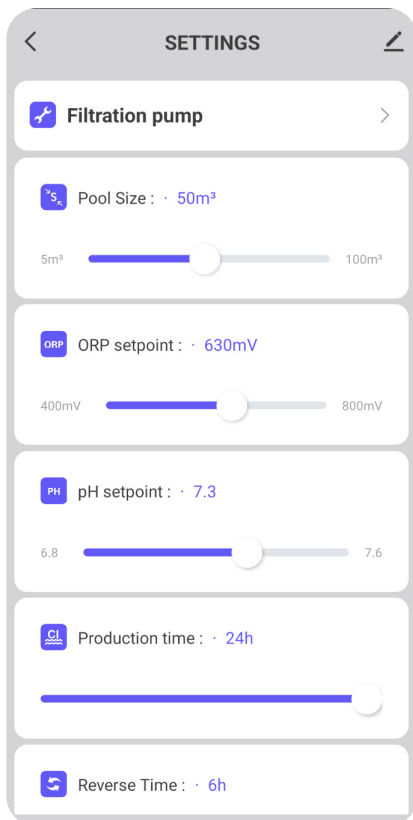 SETTINGS
Filtration pump
Pool Size : · 50m³
5m³ 100m³
ORP ORP setpoint : · 630mV
400mV 800mV
PH pH setpoint : · 7.3
6.8 7.6
CL Production time : · 24h
Reverse Time : · 6h